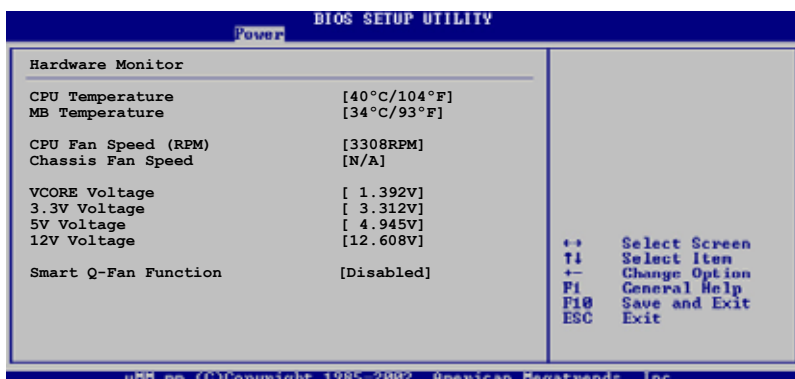 BIOS SETUP UTILITY
Power
Hardware Monitor
CPU Temperature [40°C/104°F]
MB Temperature [34°C/93°F]
CPU Fan Speed (RPM) [3308RPM]
Chassis Fan Speed [N/A]
VCORE Voltage [ 1.392V]
3.3V Voltage [ 3.312V]
5V Voltage [ 4.945V]
12V Voltage [12.608V]
Smart Q-Fan Function [Disabled]
←→ Select Screen
↑↓ Select Item
+- Change Option
F1 General Help
F10 Save and Exit
ESC Exit
(C)Copyright 1985-2002, American Megatrends, Inc.